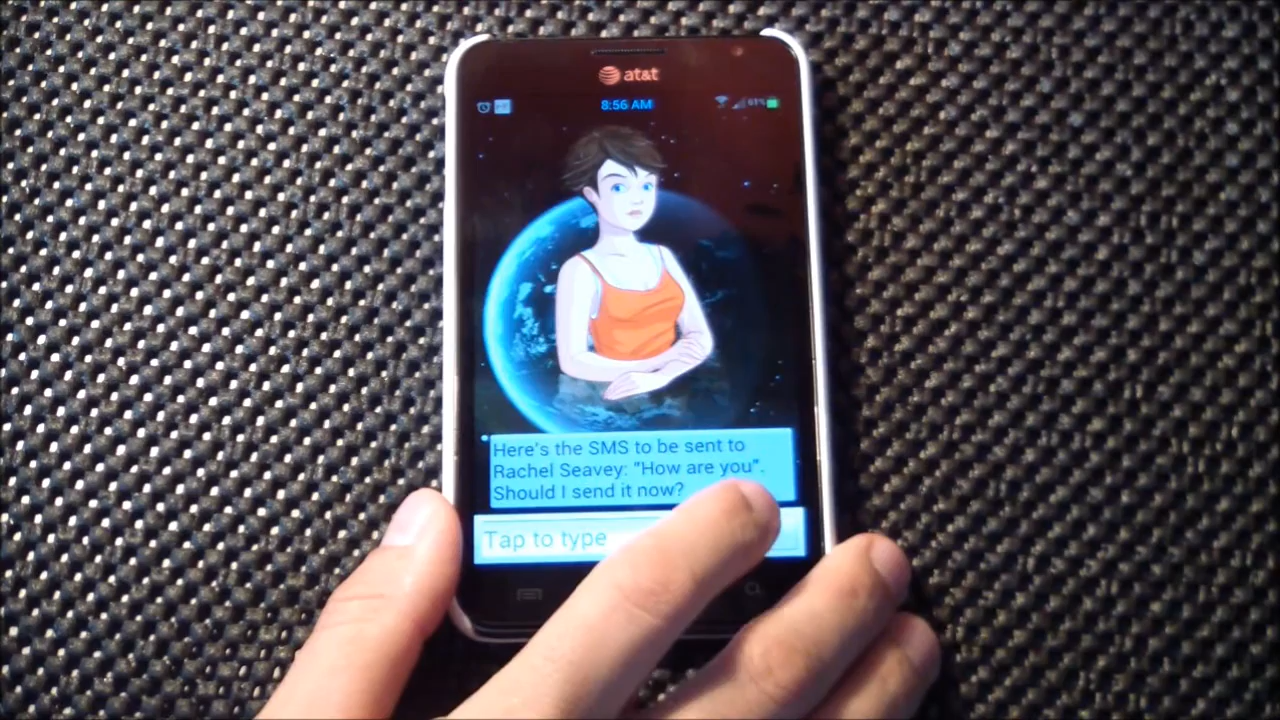 at&t
8:56 AM
61%
Here's the SMS to be sent to
Rachel Seavey: "How are you".
Should I send it now?
Tap to type